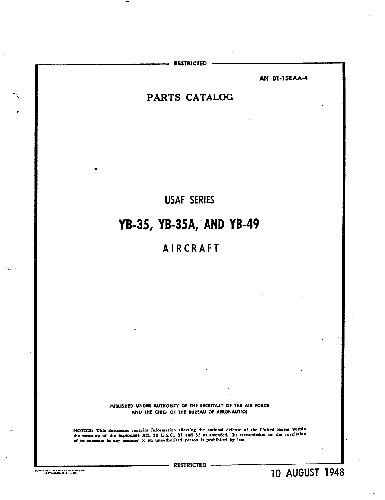 RESTRICTED
AN 01-15EAA-4
PARTS CATALOG
USAF SERIES
YB-35, YB-35A, AND YB-49
AIRCRAFT
PUBLISHED UNDER AUTHORITY OF THE SECRETARY OF THE AIR FORCE
AND THE CHIEF OF THE BUREAU OF AERONAUTICS
NOTICE: This document contains information affecting the national defense of the United States within
the meaning of the Espionage Act, 50 U.S.C., 31 and 32 as amended. Its transmission or the revelation
of its contents in any manner to an unauthorized person is prohibited by law.
RESTRICTED
10 AUGUST 1948